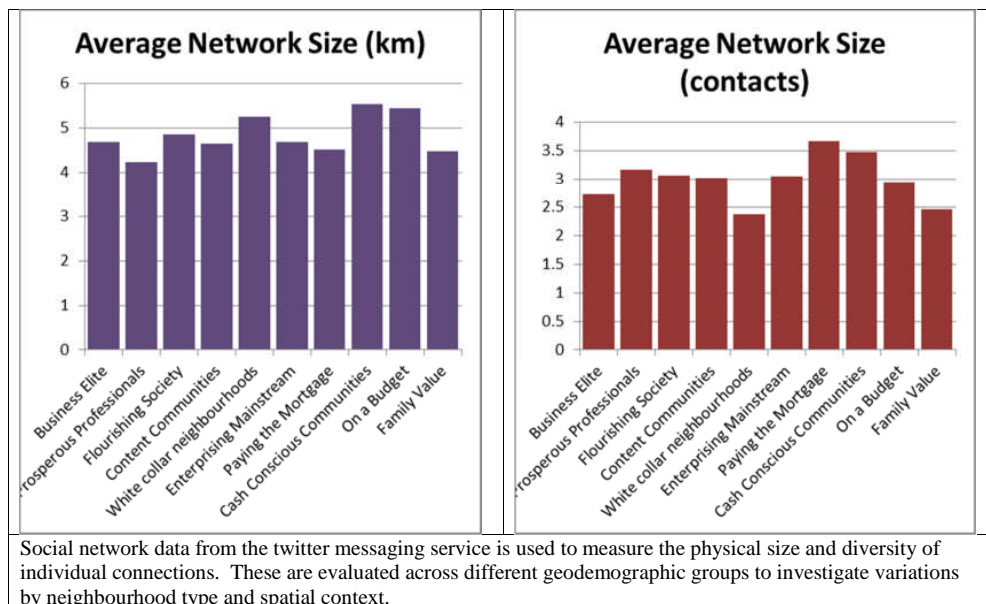 Average Network Size (km)
6
5
4
3
2
1
0
Business Elite
Prosperous Professionals
Flourishing Society
Content Communities
White collar neighbourhoods
Enterprising Mainstream
Paying the Mortgage
Cash Conscious Communities
On a Budget
Family Value
Average Network Size
(contacts)
4
3.5
3
2.5
2
1.5
1
0.5
0
Business Elite
Prosperous Professionals
Flourishing Society
Content Communities
White collar neighbourhoods
Enterprising Mainstream
Paying the Mortgage
Cash Conscious Communities
On a Budget
Family Value
Social network data from the twitter messaging service is used to measure the physical size and diversity of
individual connections.  These are evaluated across different geodemographic groups to investigate variations
by neighbourhood type and spatial context.